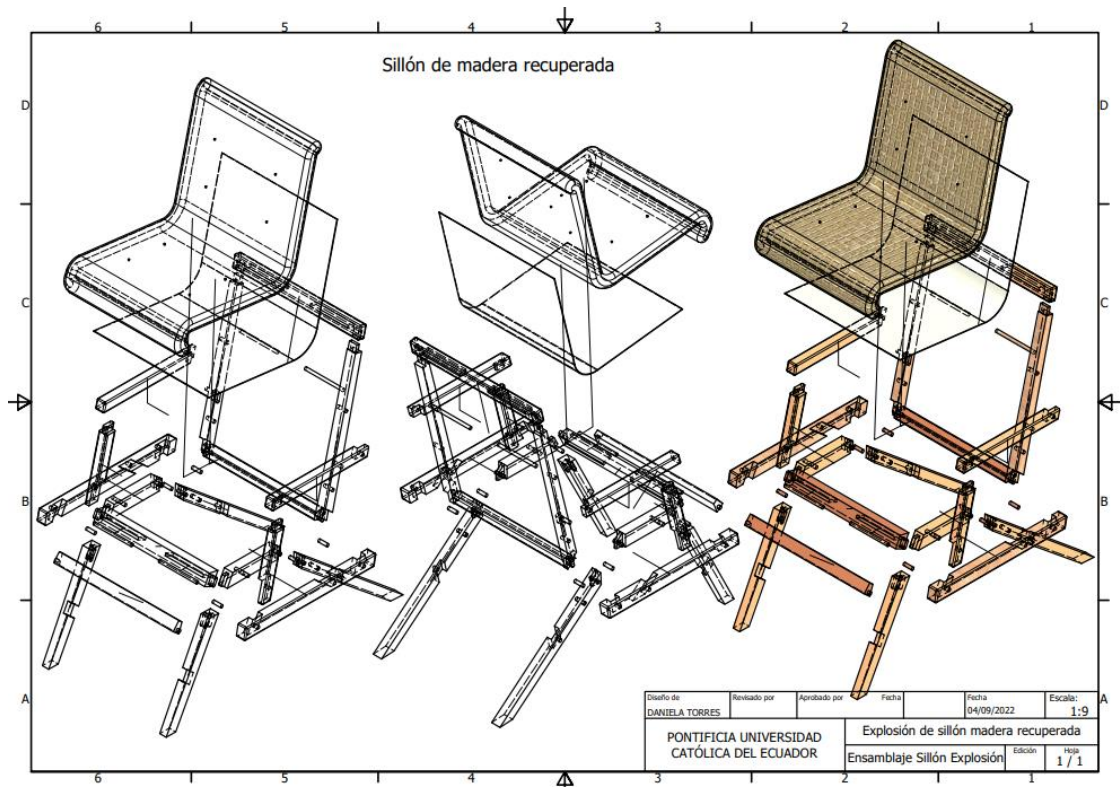 6 5 4 3 2 1
Sillón de madera recuperada
D D
C C
B B
A A
Diseño de Revisado por Aprobado por Fecha Fecha Escala:
DANIELA TORRES 04/09/2022 1:9
PONTIFICIA UNIVERSIDAD
CATÓLICA DEL ECUADOR
Explosión de sillón madera recuperada
Ensamblaje Sillón Explosión
Edición
Hoja
1 / 1
6 5 4 3 2 1